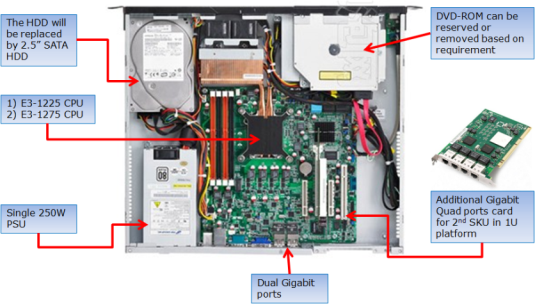 The HDD will
be replaced
by 2.5” SATA
HDD
DVD-ROM can be
reserved or
removed based on
requirement
1) E3-1225 CPU
2) E3-1275 CPU
Single 250W
PSU
Additional Gigabit
Quad ports card
for 2nd SKU in 1U
platform
Dual Gigabit
ports